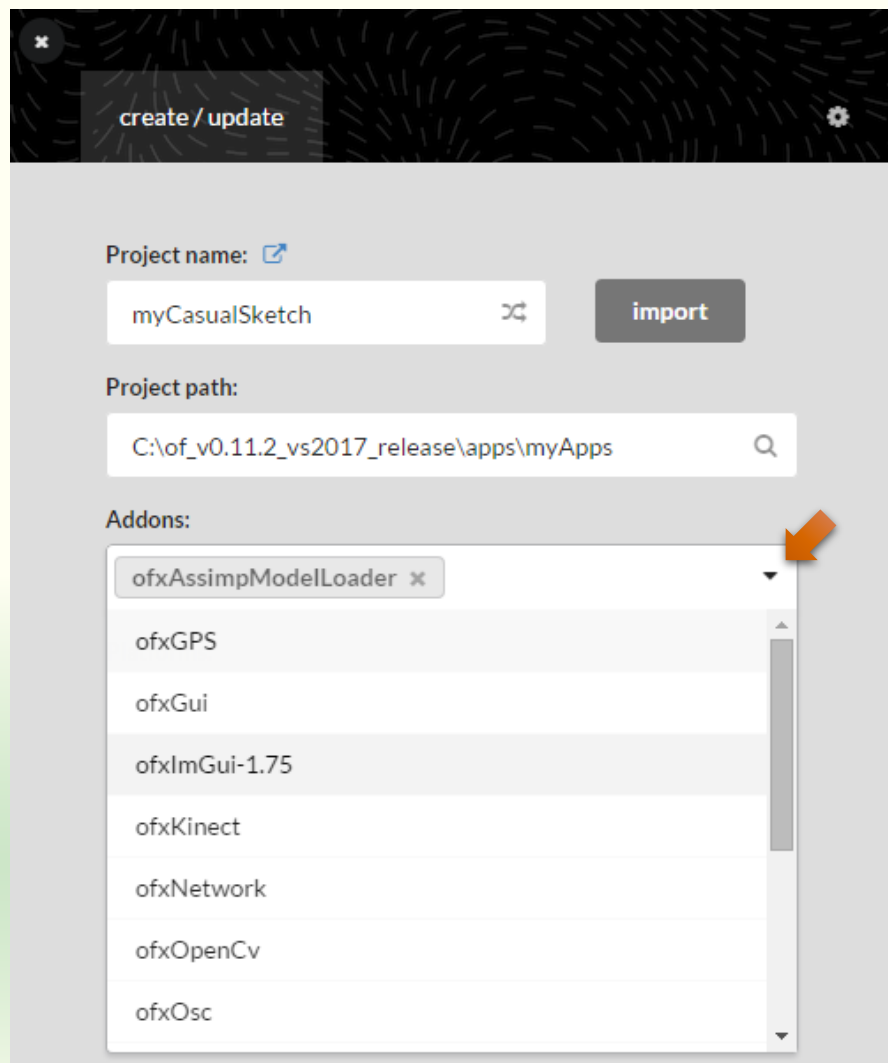 create / update
Project name:
myCasualSketch
import
Project path:
C:\of_v0.11.2_vs2017_release\apps\myApps
Addons:
ofxAssimpModelLoader
ofxGPS
ofxGui
ofxImGui-1.75
ofxKinect
ofxNetwork
ofxOpenCv
ofxOsc